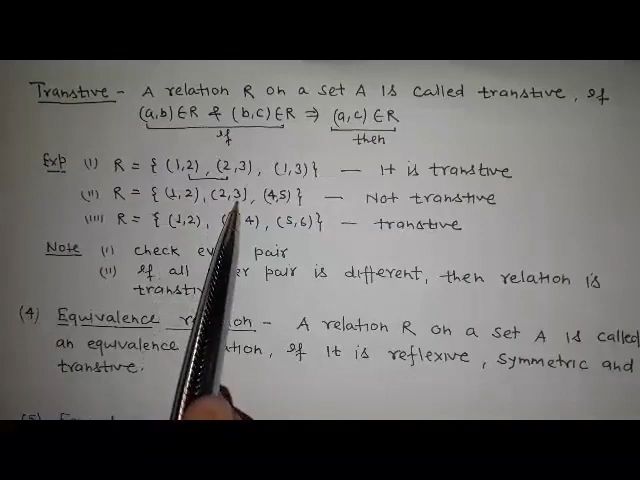 Transtive - A relation R on a set A is called transtive, if
(a,b) ∈ R & (b,c) ∈ R ⇒ (a,c) ∈ R
if then
Exp (i) R = { (1,2), (2,3), (1,3)} — It is transtive
(ii) R = { (1,2), (2,3), (4,5)} — Not transtive
(iii) R = { (1,2), 4), (5,6)} — transtive
Note (i) check pair
(ii) If all pair is different, then relation is
(4) Equivalence - A relation R on a set A is called
an equivalence if it is reflexive, symmetric and
transtive.